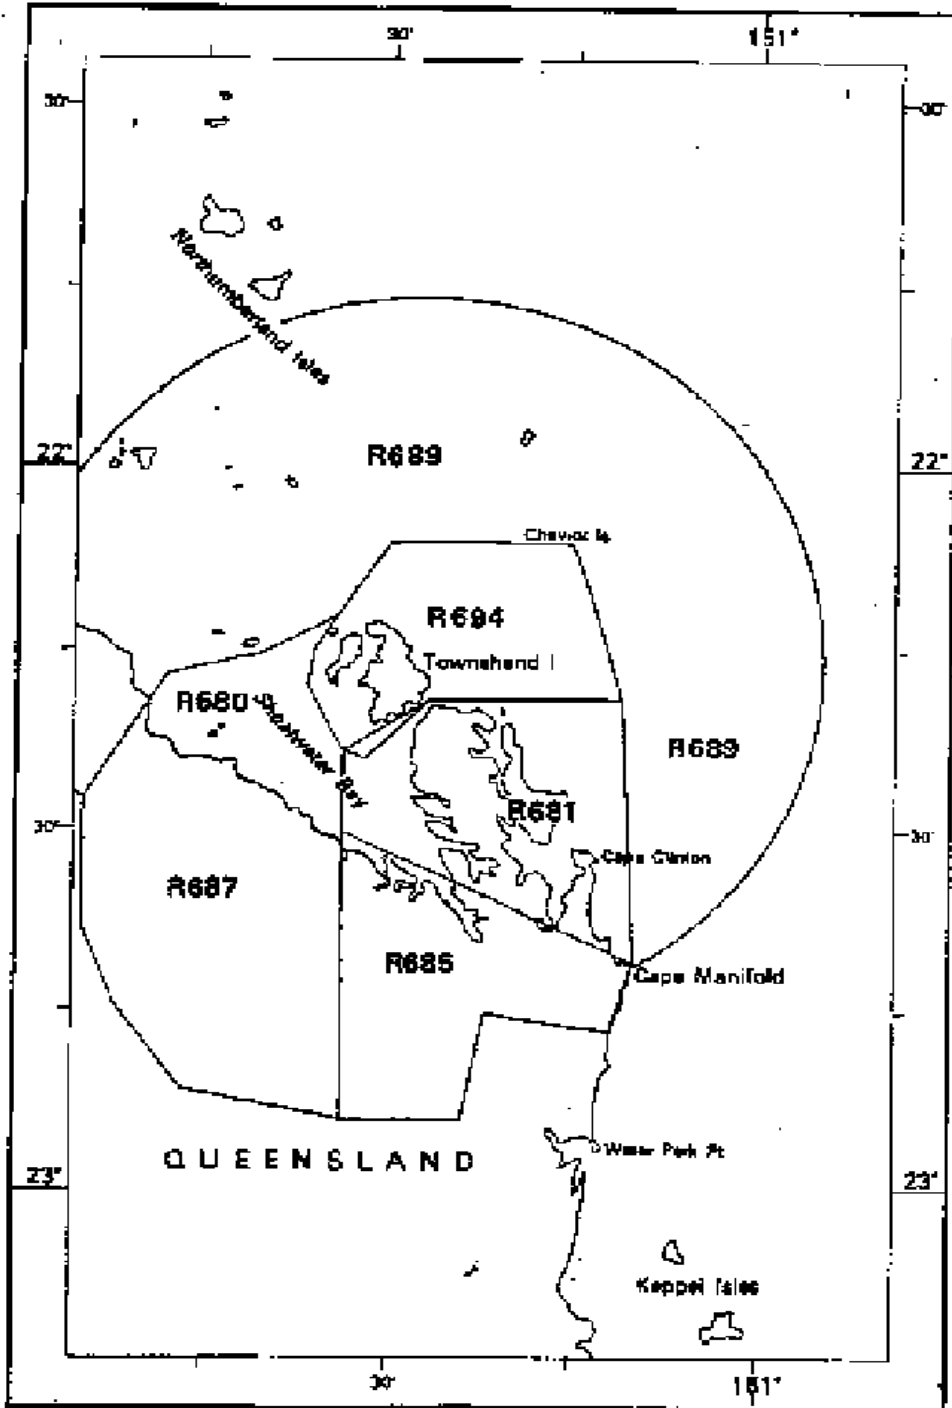 30' 151°
30' 30'
Northumberland Isles
22° R689 22°
Cheviot Is
R694
Townshend I
R680 Shoalwater Bay
R689
R681
30' 30'
Cape Clinton
R687
R685
Cape Manifold
Water Park Pt
QUEENSLAND
23° 23°
Keppel Isles
30' 151°